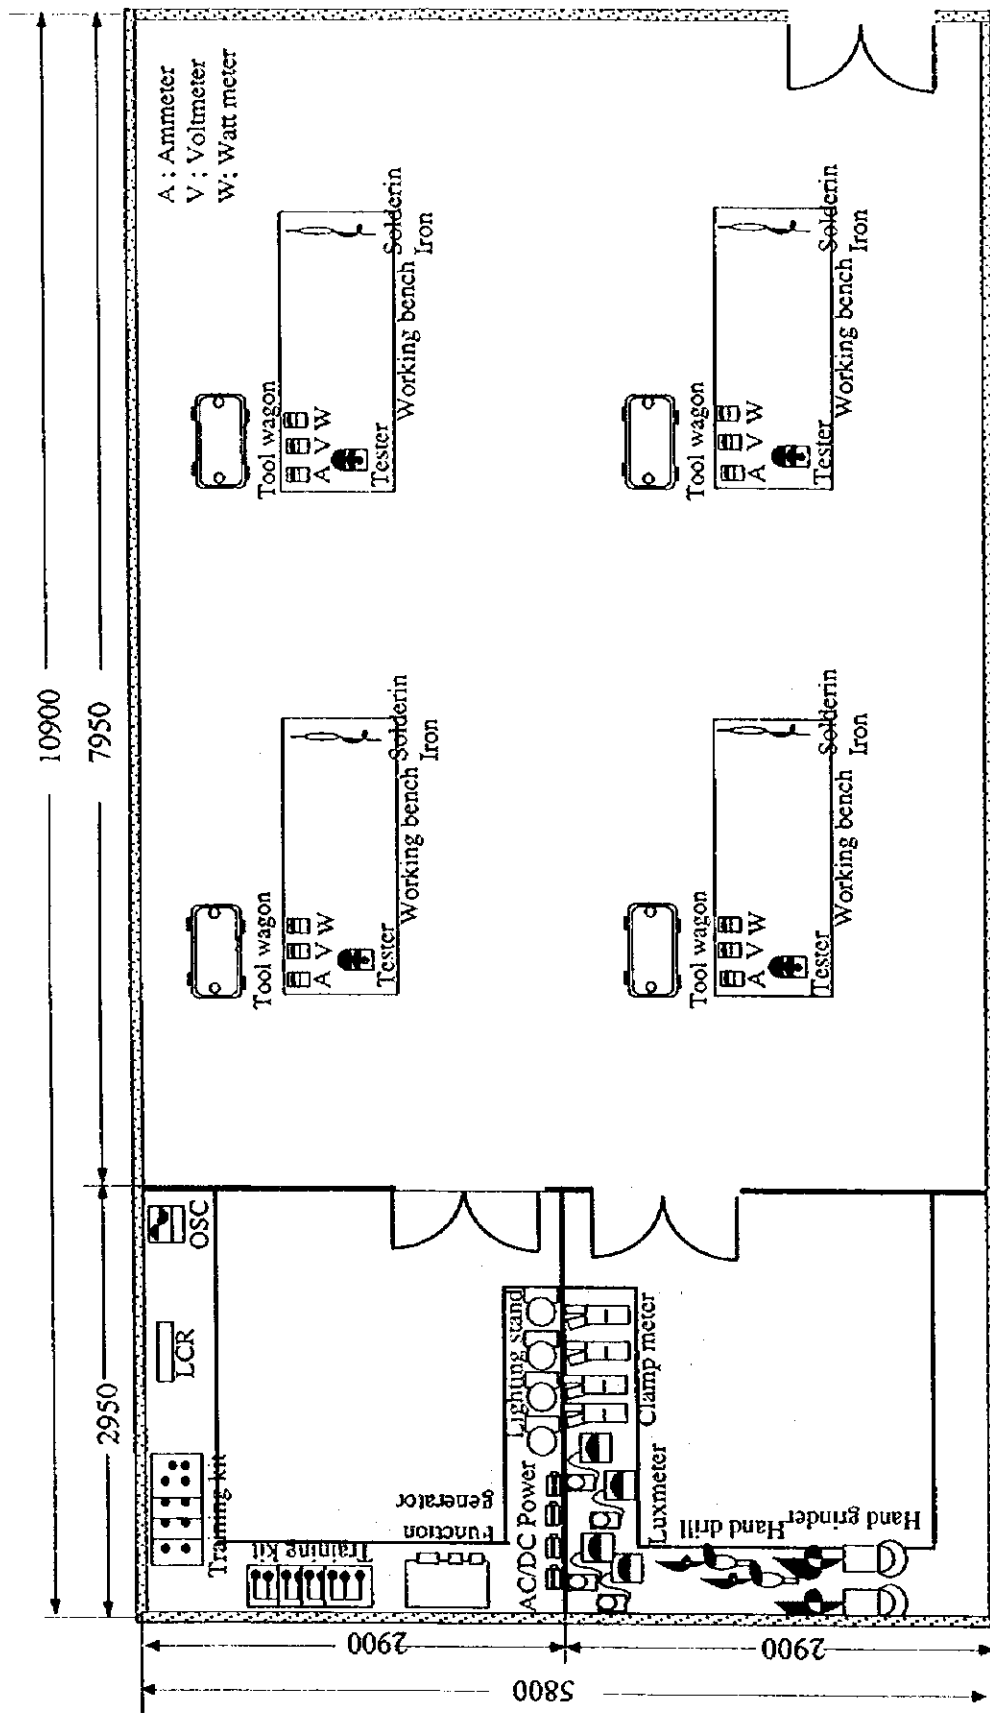 10900
7950
2950
A : Ammeter
V : Voltmeter
W: Watt meter
Tool wagon
A V W
Tester
Working bench
Solderin
Iron
Tool wagon
A V W
Tester
Working bench
Solderin
Iron
Tool wagon
A V W
Tester
Working bench
Solderin
Iron
Tool wagon
A V W
Tester
Working bench
Solderin
Iron
OSC
LCR
Training kit
Training kit
Function
generator
AC/DC Power
Lighting stand
Clamp meter
Luxmeter
Hand drill
Hand grinder
2900
2900
5800